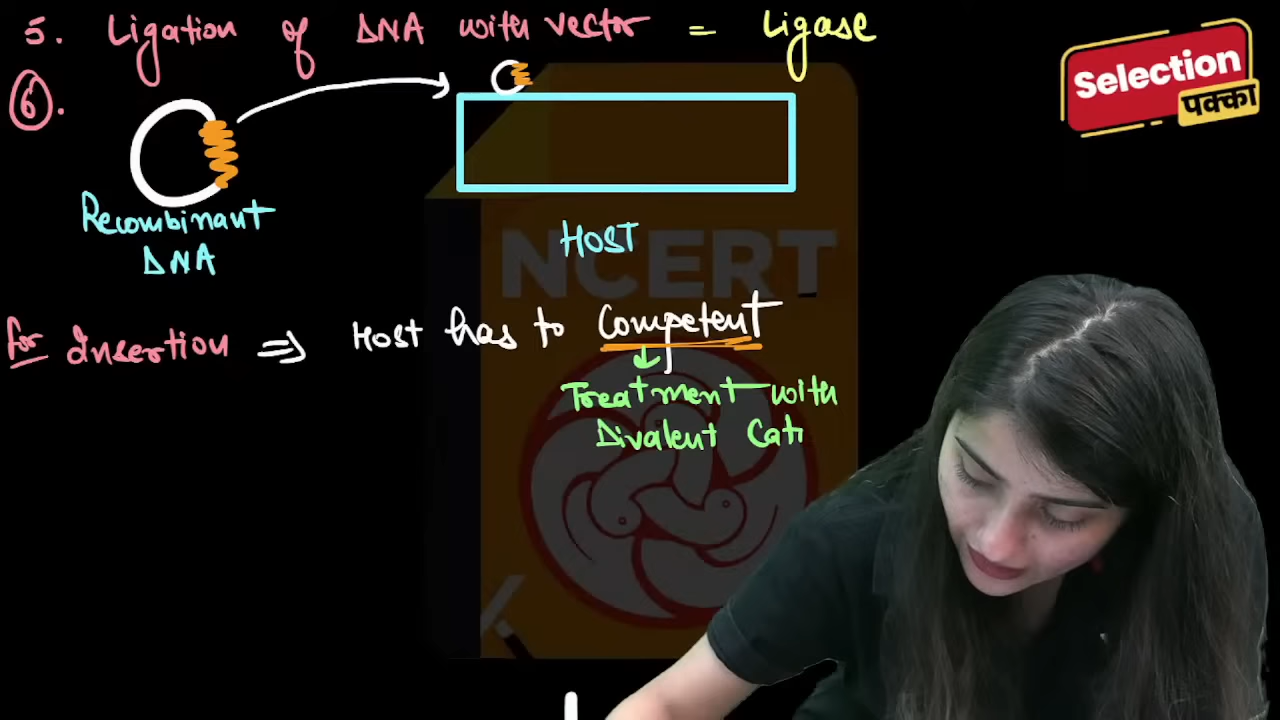 5. Ligation of DNA with vector = Ligase
6.
Selection
पक्का
Recombinant
DNA
HOST
NCERT
for Insertion ⇒ Host has to Competent
Treatment with
Divalent Cati